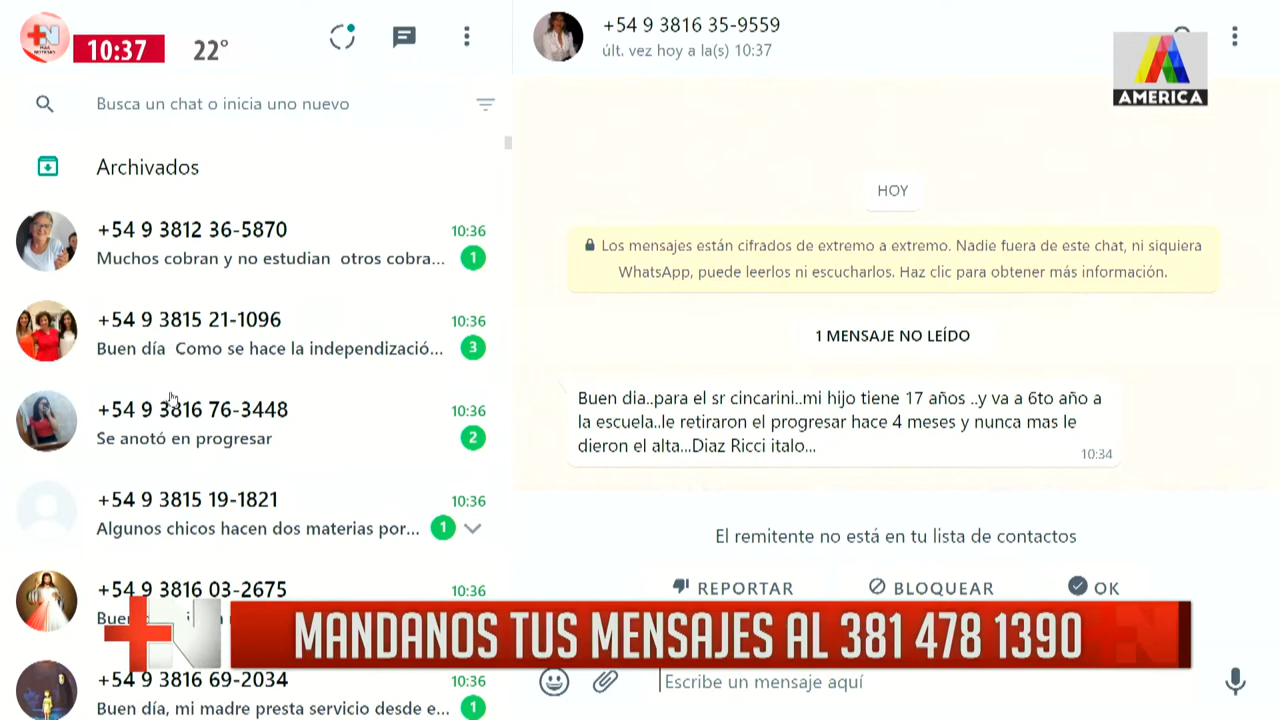 10:37
22°
Busca un chat o inicia uno nuevo
Archivados
+54 9 3812 36-5870
10:36
Muchos cobran y no estudian otros cobra...
1
+54 9 3815 21-1096
10:36
Buen día Como se hace la independizació...
3
+54 9 3816 76-3448
10:36
Se anotó en progresar
2
+54 9 3815 19-1821
10:36
Algunos chicos hacen dos materias por...
1
+54 9 3816 03-2675
10:36
+54 9 3816 69-2034
10:36
Buen día, mi madre presta servicio desde e...
1
+54 9 3816 35-9559
últ. vez hoy a la(s) 10:37
AMERICA
HOY
Los mensajes están cifrados de extremo a extremo. Nadie fuera de este chat, ni siquiera
WhatsApp, puede leerlos ni escucharlos. Haz clic para obtener más información.
1 MENSAJE NO LEÍDO
Buen dia..para el sr cincarini..mi hijo tiene 17 años ..y va a 6to año a
la escuela..le retiraron el progresar hace 4 meses y nunca mas le
dieron el alta...Diaz Ricci italo...
10:34
El remitente no está en tu lista de contactos
REPORTAR
BLOQUEAR
OK
MANDANOS TUS MENSAJES AL 381 478 1390
Escribe un mensaje aquí